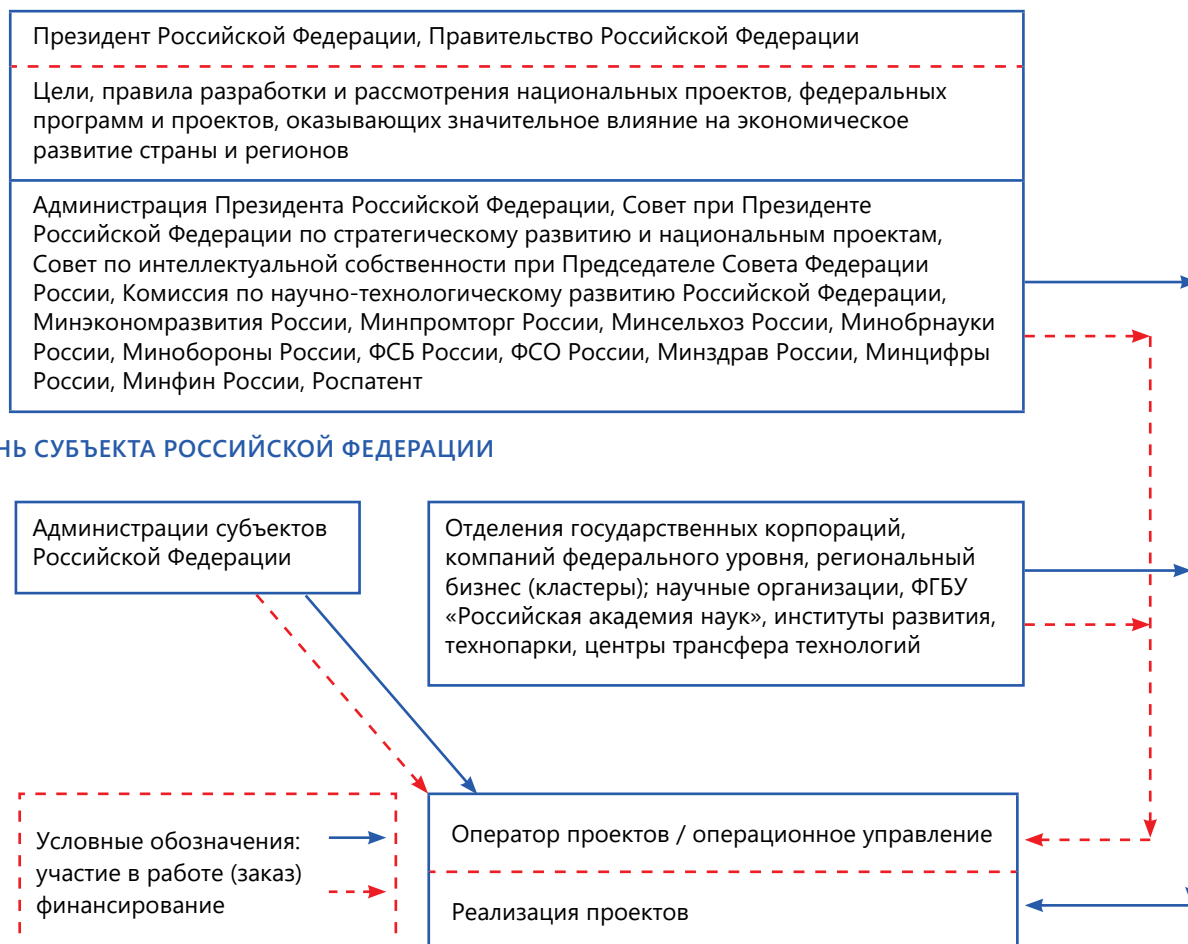 Президент Российской Федерации, Правительство Российской Федерации
Цели, правила разработки и рассмотрения национальных проектов, федеральных
программ и проектов, оказывающих значительное влияние на экономическое
развитие страны и регионов
Администрация Президента Российской Федерации, Совет при Президенте
Российской Федерации по стратегическому развитию и национальным проектам,
Совет по интеллектуальной собственности при Председателе Совета Федерации
России, Комиссия по научно-технологическому развитию Российской Федерации,
Минэкономразвития России, Минпромторг России, Минсельхоз России, Минобрнауки
России, Минобороны России, ФСБ России, ФСО России, Минздрав России, Минцифры
России, Минфин России, Роспатент
НЬ СУБЪЕКТА РОССИЙСКОЙ ФЕДЕРАЦИИ
Администрации субъектов
Российской Федерации
Отделения государственных корпораций,
компаний федерального уровня, региональный
бизнес (кластеры); научные организации, ФГБУ
«Российская академия наук», институты развития,
технопарки, центры трансфера технологий
Условные обозначения:
участие в работе (заказ)
финансирование
Оператор проектов / операционное управление
Реализация проектов